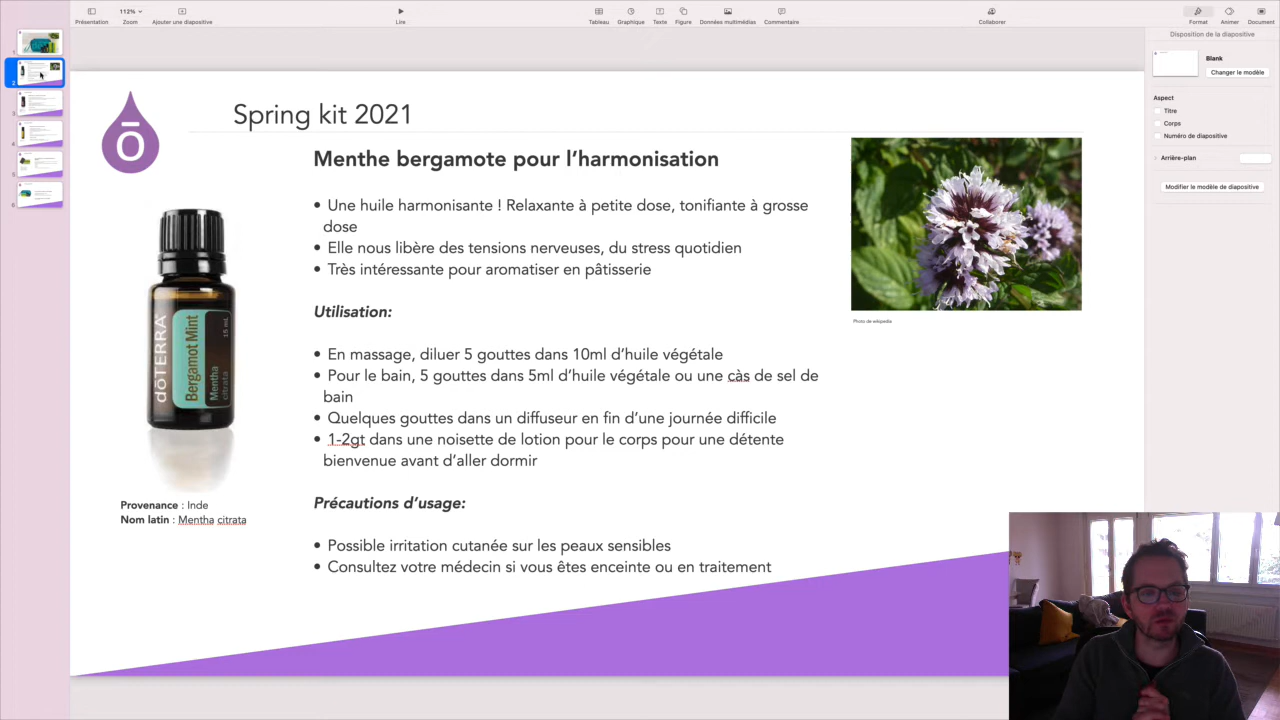 Présentation
112%
Zoom
Ajouter une diapositive
Lire
Tableau
Graphique
Texte
Figure
Données multimédias
Commentaire
Collaborer
Format
Animer
Document
1
2
3
4
5
6
ō
Spring kit 2021
Menthe bergamote pour l’harmonisation
• Une huile harmonisante ! Relaxante à petite dose, tonifiante à grosse
dose
• Elle nous libère des tensions nerveuses, du stress quotidien
• Très intéressante pour aromatiser en pâtisserie
Utilisation:
• En massage, diluer 5 gouttes dans 10ml d’huile végétale
• Pour le bain, 5 gouttes dans 5ml d’huile végétele ou une càs de sel de
bain
• Quelques gouttes dans un diffuseur en fin d’une journée difficile
• 1-2gt dans une noisette de lotion pour le corps pour une détente
bienvenue avant d’aller dormir
Précautions d’usage:
• Possible irritation cutanée sur les peaux sensibles
• Consultez votre médecin si vous êtes enceinte ou en traitement
dōTERRA
Bergamot Mint
Mentha
citrata
15 mL
Provenance : Inde
Nom latin : Mentha citrata
Photo de wikipedia
Disposition de la diapositive
Blank
Changer le modèle
Aspect
Titre
Corps
Numéro de diapositive
Arrière-plan
Modifier le modèle de diapositive